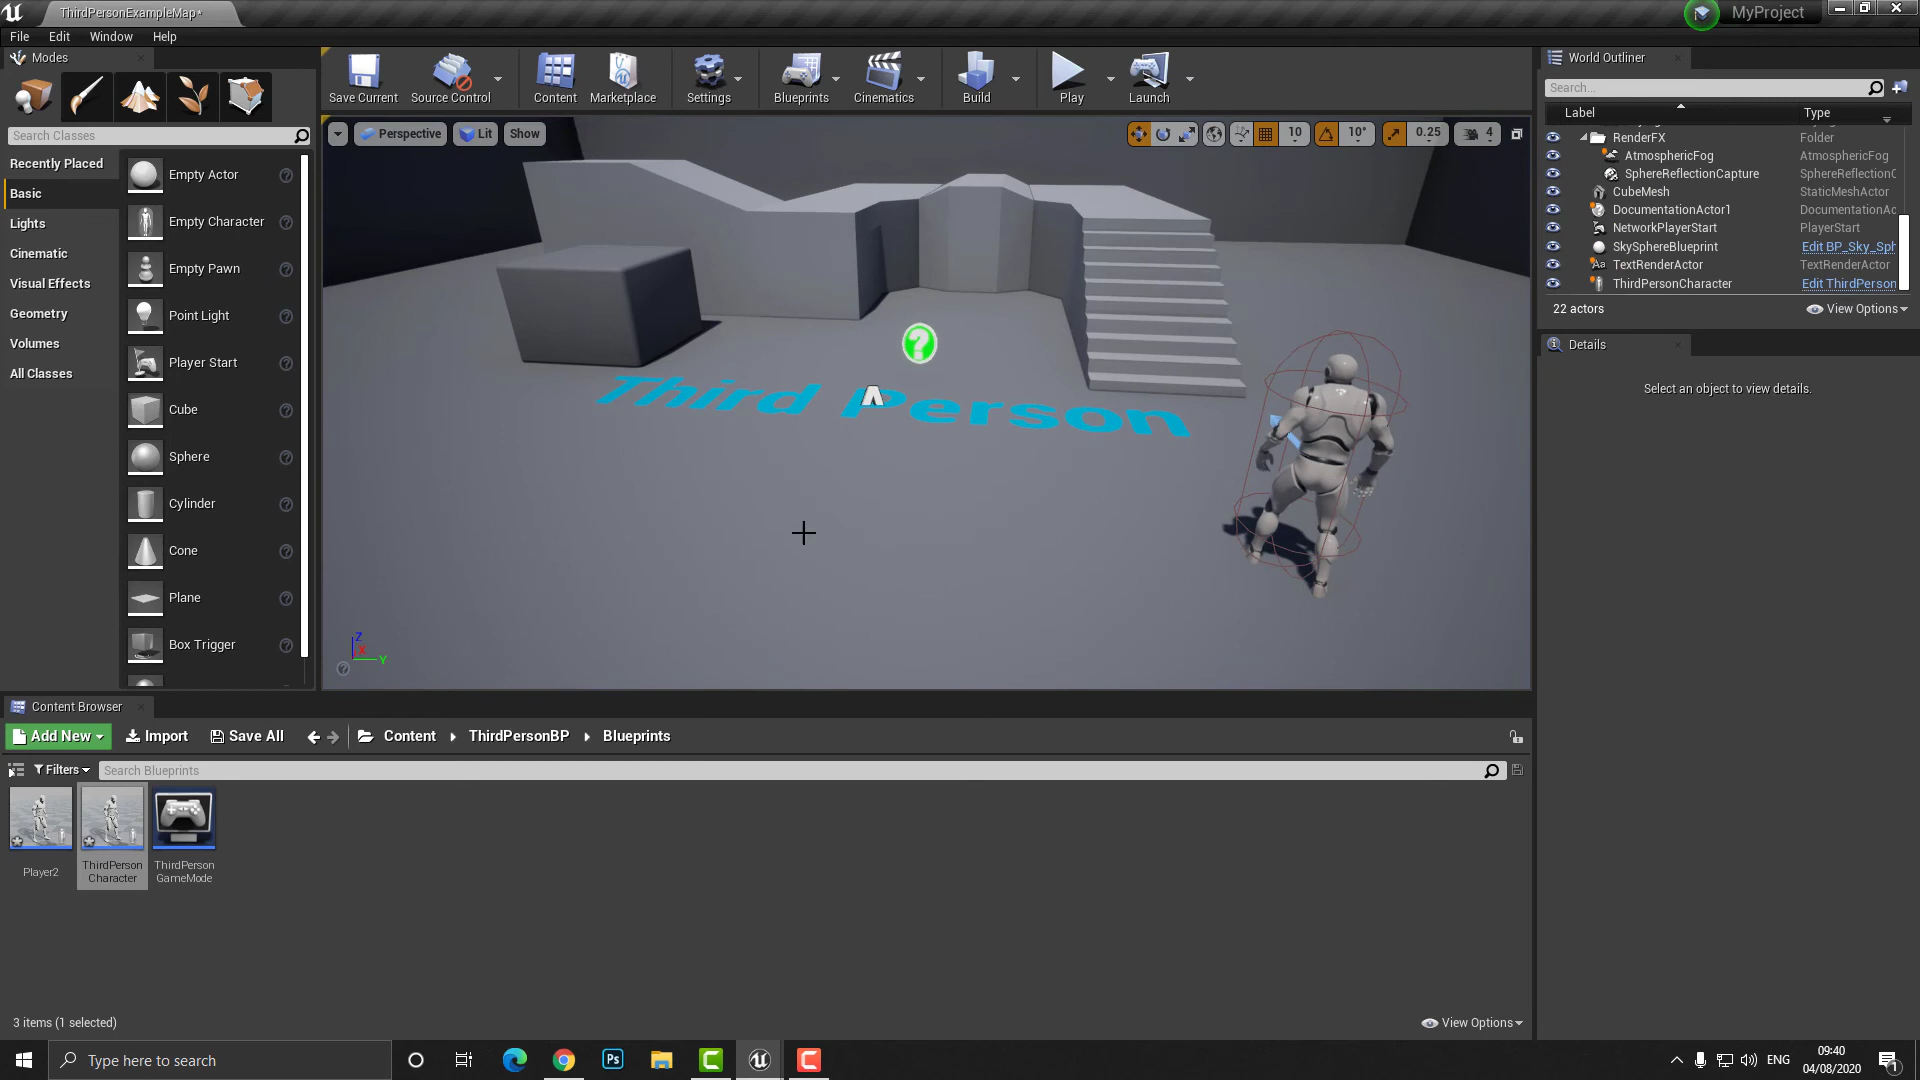 ThirdPersonExampleMap*
MyProject
File Edit Window Help
Modes
Search Classes
Recently Placed
Basic
Lights
Cinematic
Visual Effects
Geometry
Volumes
All Classes
Empty Actor
Empty Character
Empty Pawn
Point Light
Player Start
Cube
Sphere
Cylinder
Cone
Plane
Box Trigger
Save Current
Source Control
Content
Marketplace
Settings
Blueprints
Cinematics
Build
Play
Launch
Perspective
Lit
Show
10
10°
0.25
4
Third Person
Z
X
Y
World Outliner
Search...
Label Type
RenderFX Folder
AtmosphericFog AtmosphericFog
SphereReflectionCapture SphereReflectionC
CubeMesh StaticMeshActor
DocumentationActor1 DocumentationAc
NetworkPlayerStart PlayerStart
SkySphereBlueprint Edit BP_Sky_Sph
TextRenderActor TextRenderActor
ThirdPersonCharacter Edit ThirdPerson
22 actors
View Options
Details
Select an object to view details.
Content Browser
Add New
Import
Save All
Content
ThirdPersonBP
Blueprints
Filters
Search Blueprints
Player2
ThirdPerson
Character
ThirdPerson
GameMode
3 items (1 selected)
View Options
Type here to search
Ps
ENG
09:40
04/08/2020
1